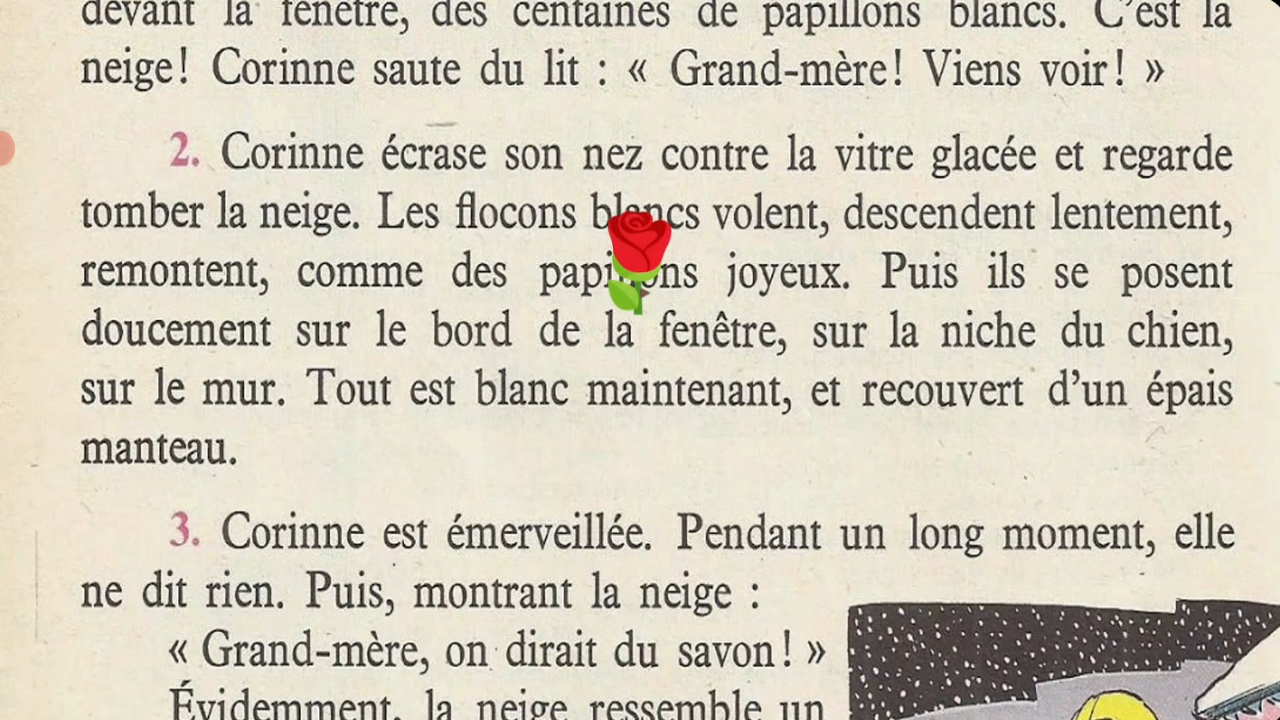 devant la fenêtre, des centaines de papillons blancs. C'est la
neige! Corinne saute du lit : « Grand-mère! Viens voir! »
2. Corinne écrase son nez contre la vitre glacée et regarde
tomber la neige. Les flocons blancs volent, descendent lentement,
remontent, comme des papillons joyeux. Puis ils se posent
doucement sur le bord de la fenêtre, sur la niche du chien,
sur le mur. Tout est blanc maintenant, et recouvert d'un épais
manteau.
3. Corinne est émerveillée. Pendant un long moment, elle
ne dit rien. Puis, montrant la neige :
« Grand-mère, on dirait du savon! »
Évidemment, la neige ressemble un